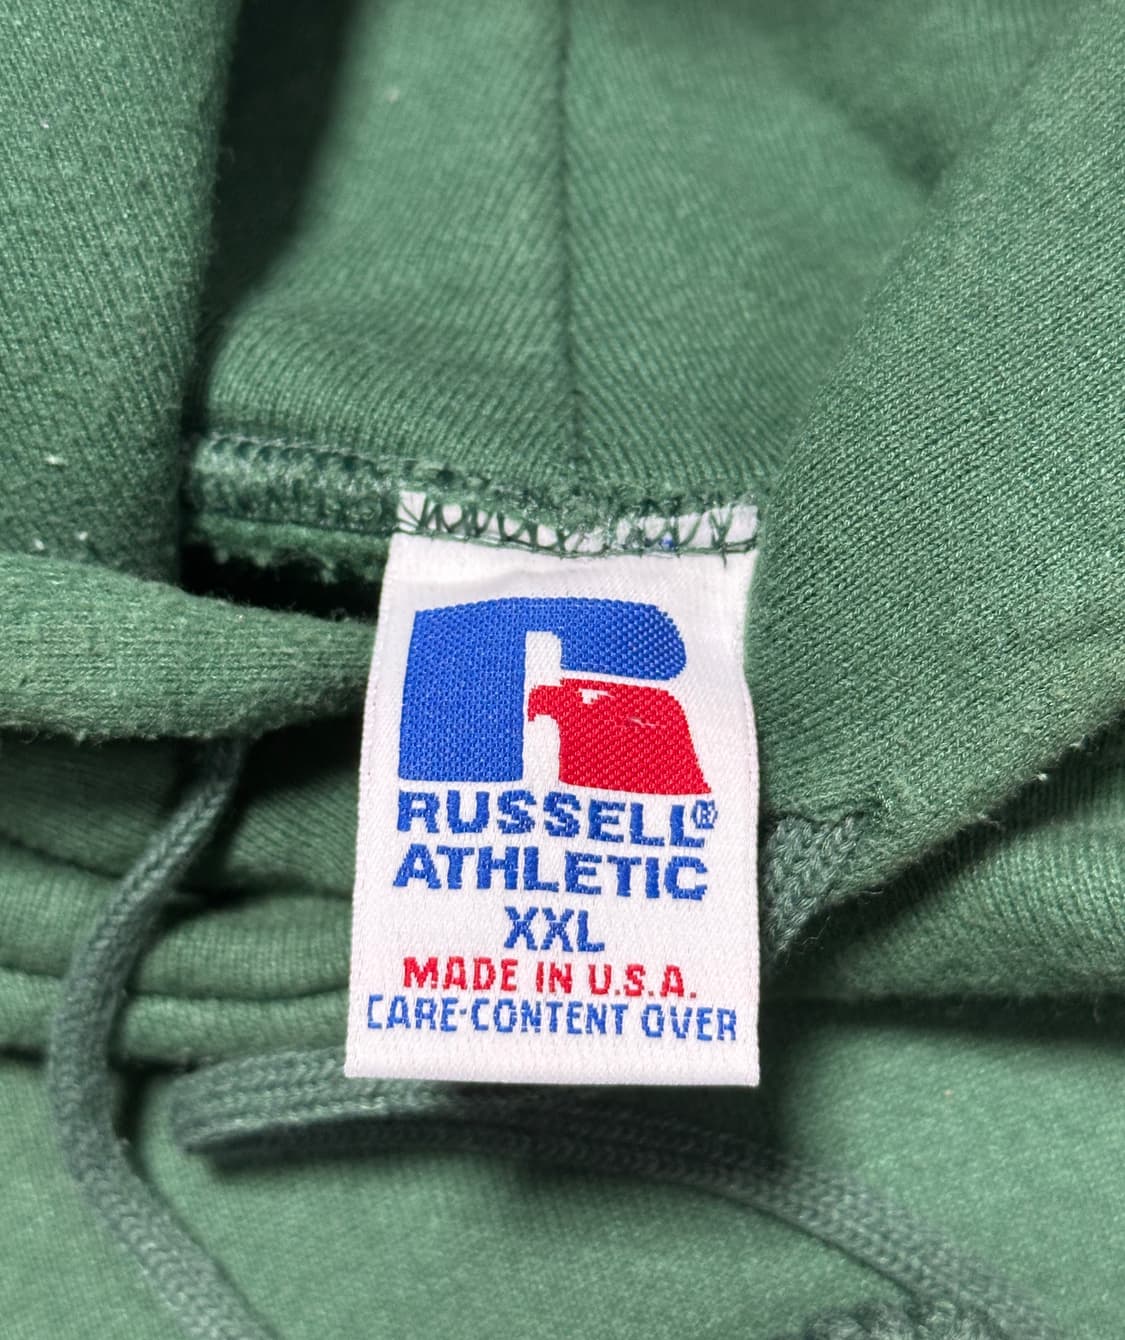 RUSSELL®
ATHLETIC
XXL
MADE IN U.S.A.
CARE-CONTENT OVER